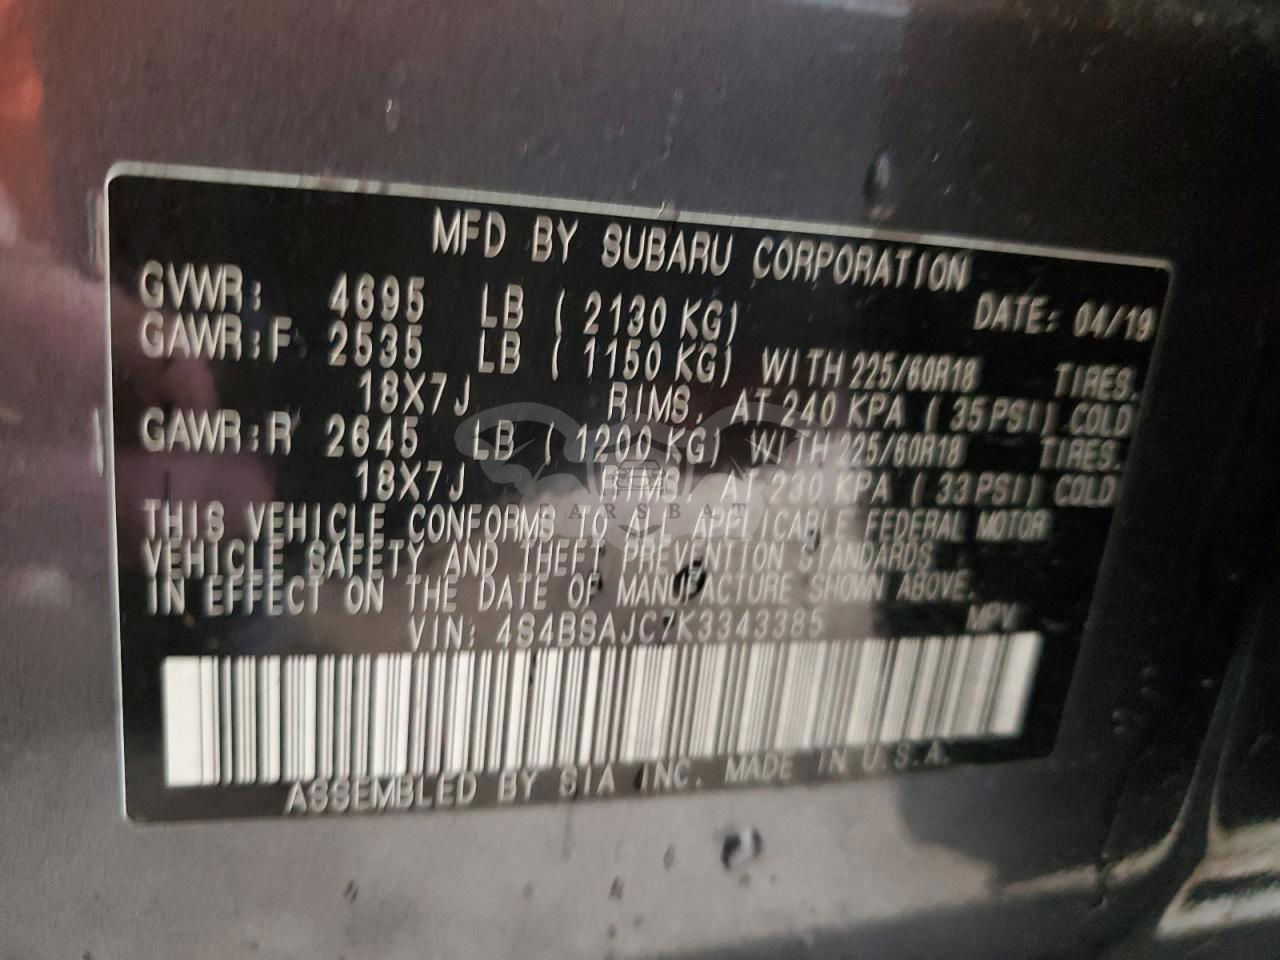 MFD BY SUBARU CORPORATION
GVWR: 4695 LB (2130 KG) DATE: 04/19
GAWR:F 2535 LB (1150 KG) WITH 225/60R18 TIRES.
18X7J RIMS, AT 240 KPA (35 PSI) COLD
GAWR:R 2645 LB (1200 KG) WITH 225/60R18 TIRES.
18X7J RIMS, AT 230 KPA (33 PSI) COLD
CARSBAT
THIS VEHICLE CONFORMS TO ALL APPLICABLE FEDERAL MOTOR
VEHICLE SAFETY AND THEFT PREVENTION STANDARDS
IN EFFECT ON THE DATE OF MANUFACTURE SHOWN ABOVE.
VIN: 4S4BSAJC7K3343385 MPV
ASSEMBLED BY SIA INC. MADE IN U.S.A.